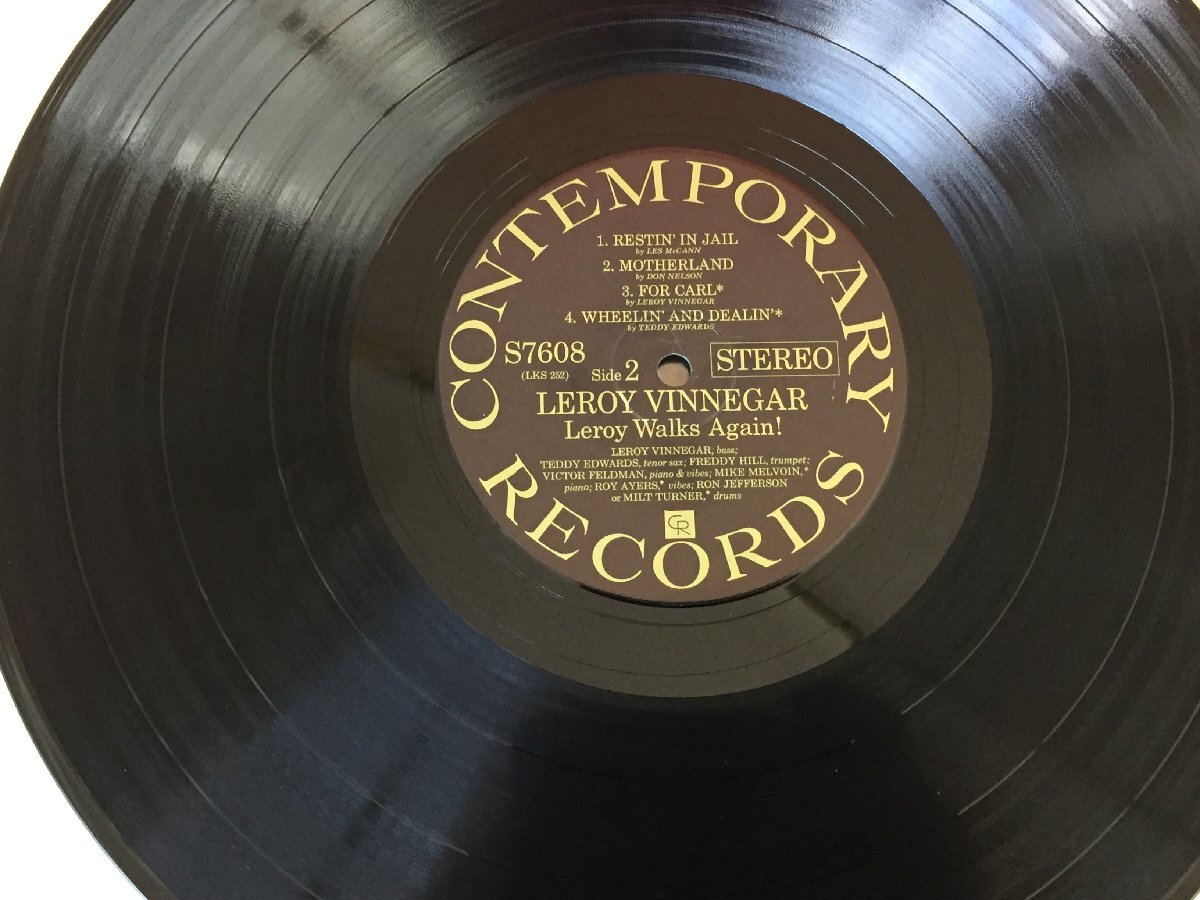 CONTEMPORARY
1. RESTIN' IN JAIL
by LES McCANN
2. MOTHERLAND
by DON NELSON
3. FOR CARL*
by LEROY VINNEGAR
4. WHEELIN' AND DEALIN'*
by TEDDY EDWARDS
S7608
(LKS 252)
Side 2
STEREO
LEROY VINNEGAR
Leroy Walks Again!
LEROY VINNEGAR, bass;
TEDDY EDWARDS, tenor sax; FREDDY HILL, trumpet;
VICTOR FELDMAN, piano & vibes; MIKE MELVOIN,*
piano; ROY AYERS,* vibes; RON JEFFERSON
or MILT TURNER,* drums
CR
RECORDS